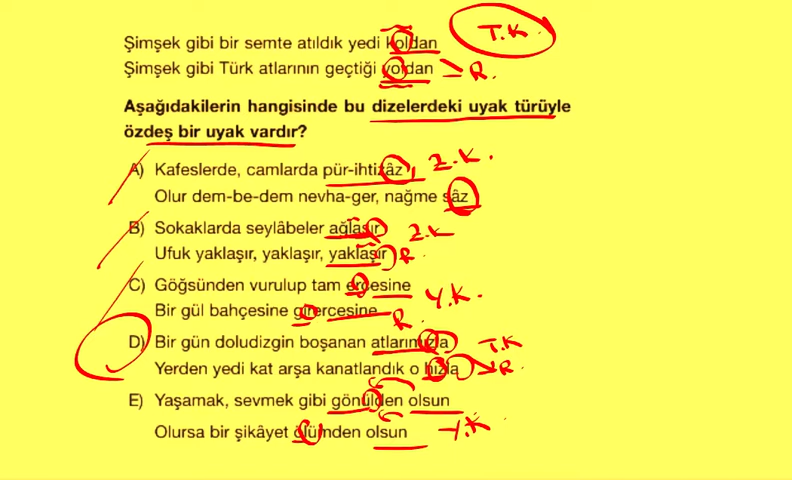 Şimşek gibi bir semte atıldık yedi koldan T.K
Şimşek gibi Türk atlarının geçtiği yoldan R.
Aşağıdakilerin hangisinde bu dizelerdeki uyak türüyle
özdeş bir uyak vardır?
A) Kafeslerde, camlarda pür-ihtizâz, Z.K.
Olur dem-be-dem nevha-ger, nağme sâz
B) Sokaklarda seylâbeler ağlaşır Z.K
Ufuk yaklaşır, yaklaşır, yaklaşır R.
C) Göğsünden vurulup tam ercesine Y.K.
Bir gül bahçesine girercesine R
D) Bir gün doludizgin boşanan atlarımızla T.K
Yerden yedi kat arşa kanatlandık o hızla R.
E) Yaşamak, sevmek gibi gönülden olsun
Olursa bir şikâyet ölümden olsun Y.K